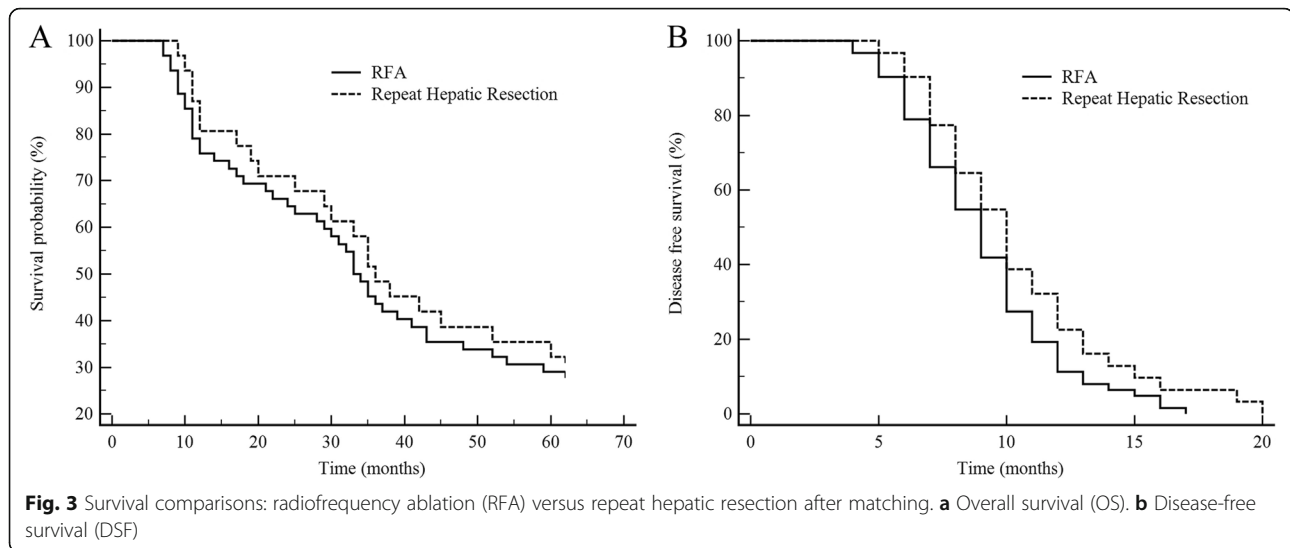 A
100
90
80
70
60
50
40
30
20
Survival probability (%)
RFA
Repeat Hepatic Resection
0 10 20 30 40 50 60 70
Time (months)
B
100
80
60
40
20
0
Disease free survival (%)
RFA
Repeat Hepatic Resection
0 5 10 15 20
Time (months)
Fig. 3 Survival comparisons: radiofrequency ablation (RFA) versus repeat hepatic resection after matching. a Overall survival (OS). b Disease-free
survival (DSF)